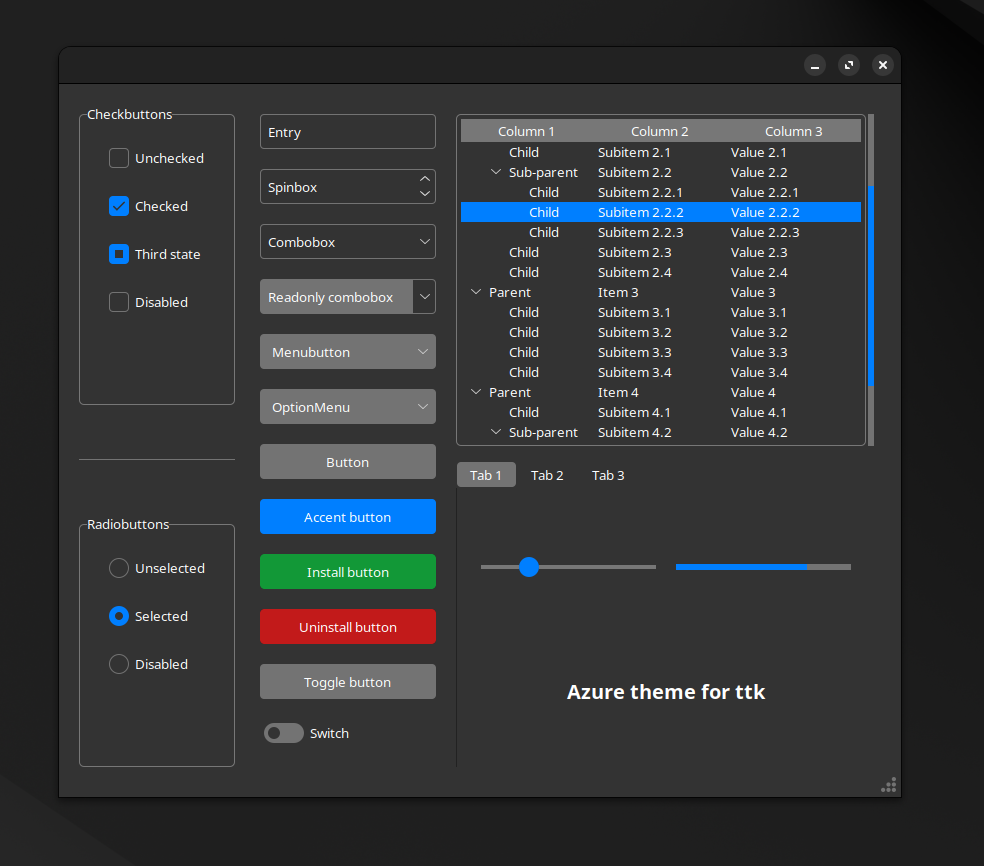 Checkbuttons
Unchecked
Checked
Third state
Disabled
Radiobuttons
Unselected
Selected
Disabled
Entry
Spinbox
Combobox
Readonly combobox
Menubutton
OptionMenu
Button
Accent button
Install button
Uninstall button
Toggle button
Switch
Column 1 Column 2 Column 3
Child Subitem 2.1 Value 2.1
Sub-parent Subitem 2.2 Value 2.2
Child Subitem 2.2.1 Value 2.2.1
Child Subitem 2.2.2 Value 2.2.2
Child Subitem 2.2.3 Value 2.2.3
Child Subitem 2.3 Value 2.3
Child Subitem 2.4 Value 2.4
Parent Item 3 Value 3
Child Subitem 3.1 Value 3.1
Child Subitem 3.2 Value 3.2
Child Subitem 3.3 Value 3.3
Child Subitem 3.4 Value 3.4
Parent Item 4 Value 4
Child Subitem 4.1 Value 4.1
Sub-parent Subitem 4.2 Value 4.2
Tab 1 Tab 2 Tab 3
Azure theme for ttk